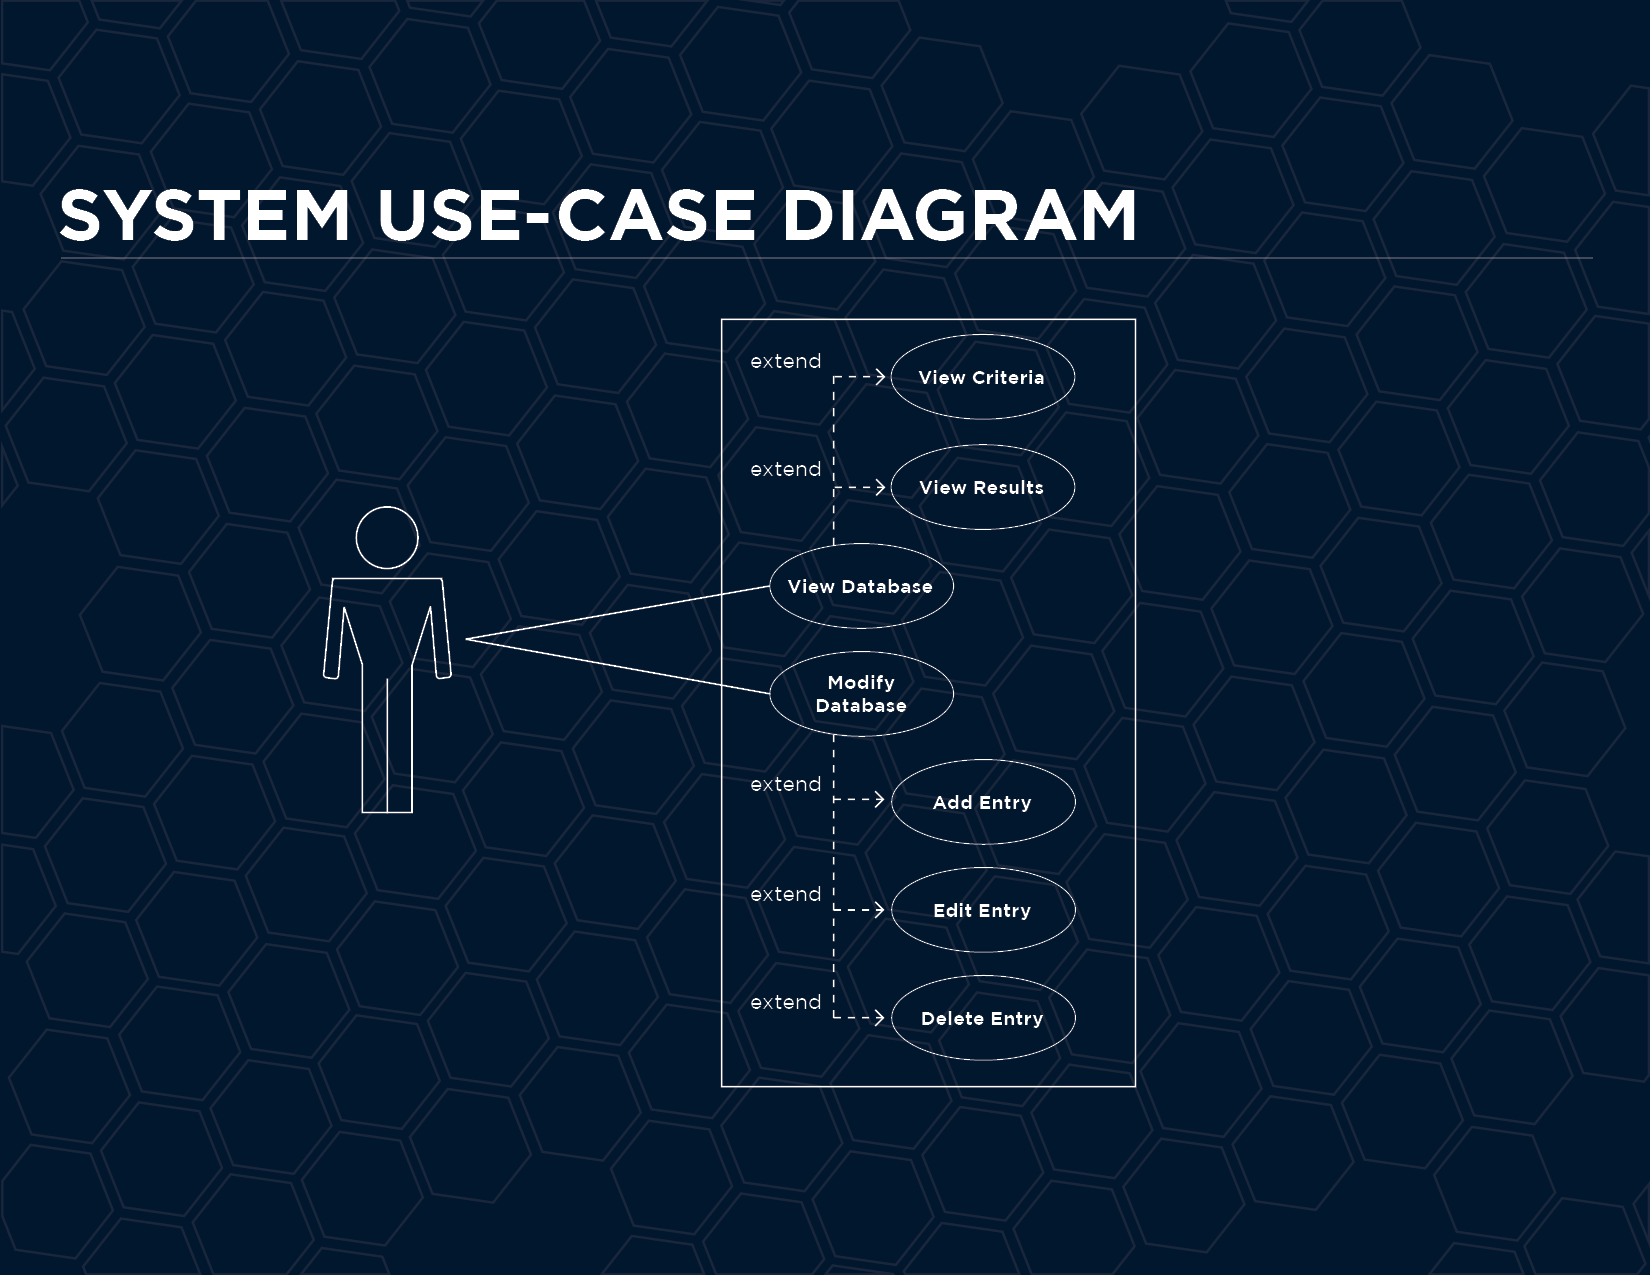 SYSTEM USE-CASE DIAGRAM
extend
View Criteria
extend
View Results
View Database
Modify
Database
extend
Add Entry
extend
Edit Entry
extend
Delete Entry